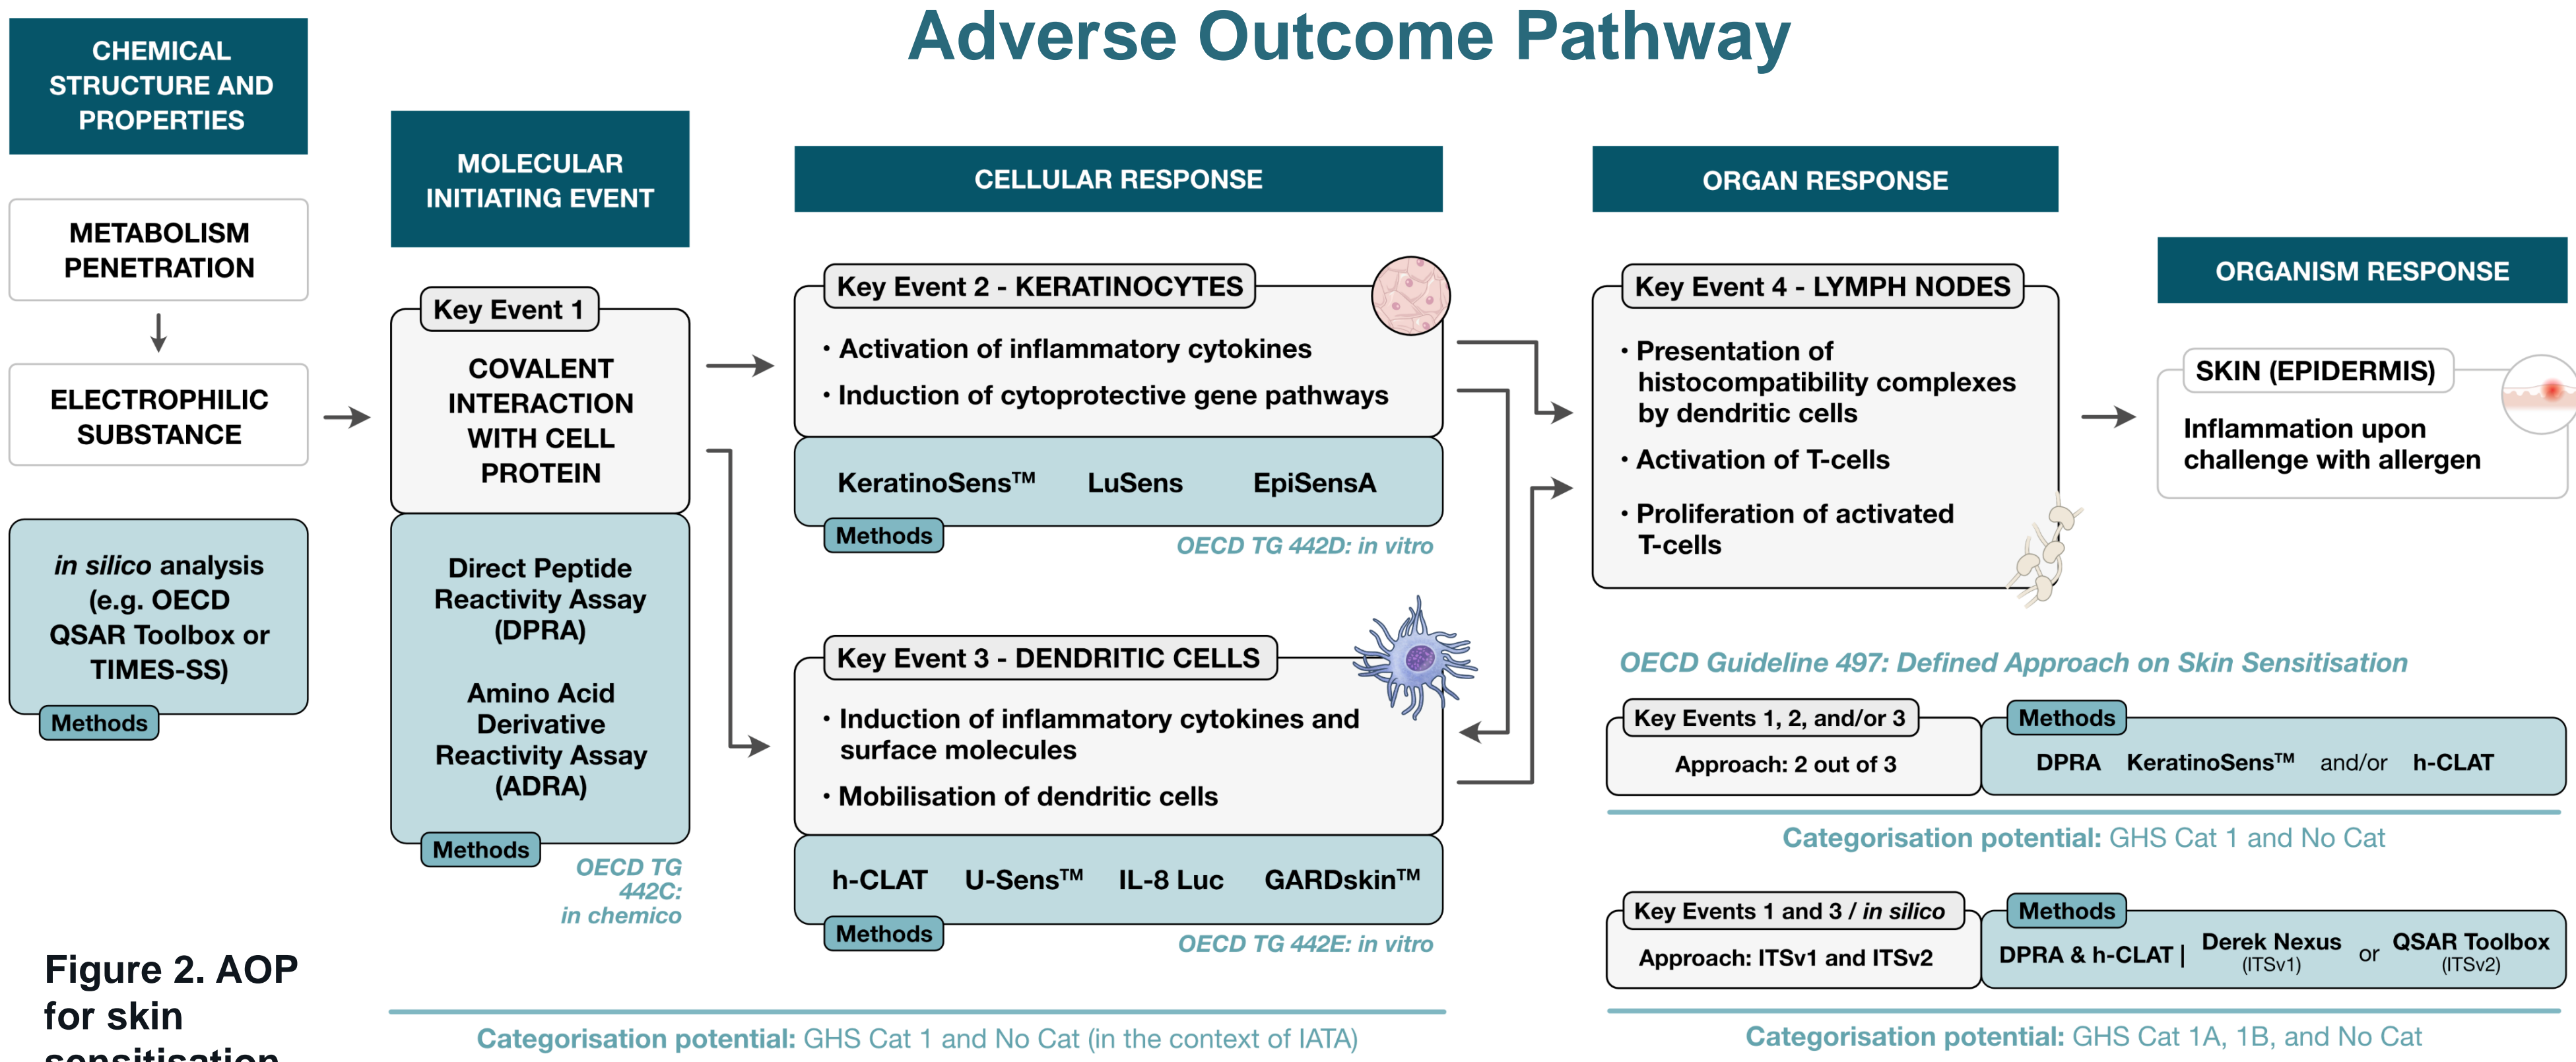 Adverse Outcome Pathway
CHEMICAL
STRUCTURE AND
PROPERTIES
METABOLISM
PENETRATION
ELECTROPHILIC
SUBSTANCE
in silico analysis
(e.g. OECD
QSAR Toolbox or
TIMES-SS)
Methods
MOLECULAR
INITIATING EVENT
Key Event 1
COVALENT
INTERACTION
WITH CELL
PROTEIN
Direct Peptide
Reactivity Assay
(DPRA)
Amino Acid
Derivative
Reactivity Assay
(ADRA)
Methods
OECD TG
442C:
in chemico
CELLULAR RESPONSE
Key Event 2 - KERATINOCYTES
· Activation of inflammatory cytokines
· Induction of cytoprotective gene pathways
KeratinoSens™ LuSens EpiSensA
Methods
OECD TG 442D: in vitro
Key Event 3 - DENDRITIC CELLS
· Induction of inflammatory cytokines and
surface molecules
· Mobilisation of dendritic cells
h-CLAT U-Sens™ IL-8 Luc GARDskin™
Methods
OECD TG 442E: in vitro
Categorisation potential: GHS Cat 1 and No Cat (in the context of IATA)
ORGAN RESPONSE
Key Event 4 - LYMPH NODES
· Presentation of
histocompatibility complexes
by dendritic cells
· Activation of T-cells
· Proliferation of activated
T-cells
ORGANISM RESPONSE
SKIN (EPIDERMIS)
Inflammation upon
challenge with allergen
OECD Guideline 497: Defined Approach on Skin Sensitisation
Key Events 1, 2, and/or 3
Approach: 2 out of 3
Methods
DPRA KeratinoSens™ and/or h-CLAT
Categorisation potential: GHS Cat 1 and No Cat
Key Events 1 and 3 / in silico
Approach: ITSv1 and ITSv2
Methods
DPRA & h-CLAT | Derek Nexus (ITSv1) or QSAR Toolbox (ITSv2)
Categorisation potential: GHS Cat 1A, 1B, and No Cat
Figure 2. AOP
for skin
sensitisation